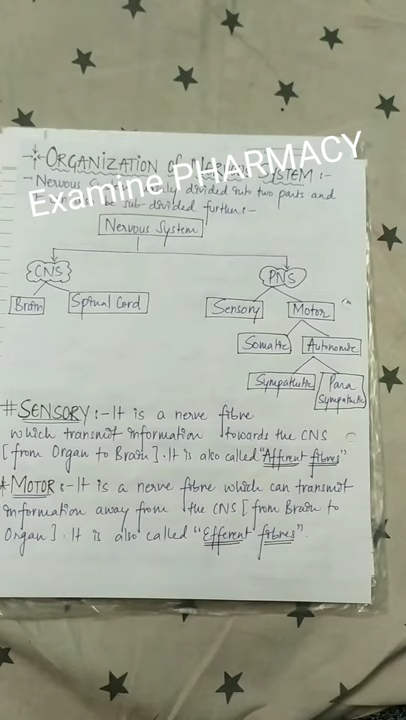 Examine PHARMACY
ORGANIZATION of NERVOUS SYSTEM :-
- Nervous divided into two parts and
be sub-divided further:-
Nervous System
CNS PNS
Brain Spinal Cord Sensory Motor
Somatic Autonomic
Sympathetic Para Sympathetic
# SENSORY :- It is a nerve fibre
which transmit information towards the CNS
[from Organ to Brain]. It is also called "Afferent fibres"
* MOTOR :- It is a nerve fibre which can transmit
information away from the CNS [from Brain to
Organ]. It is also called "Efferent fibres".